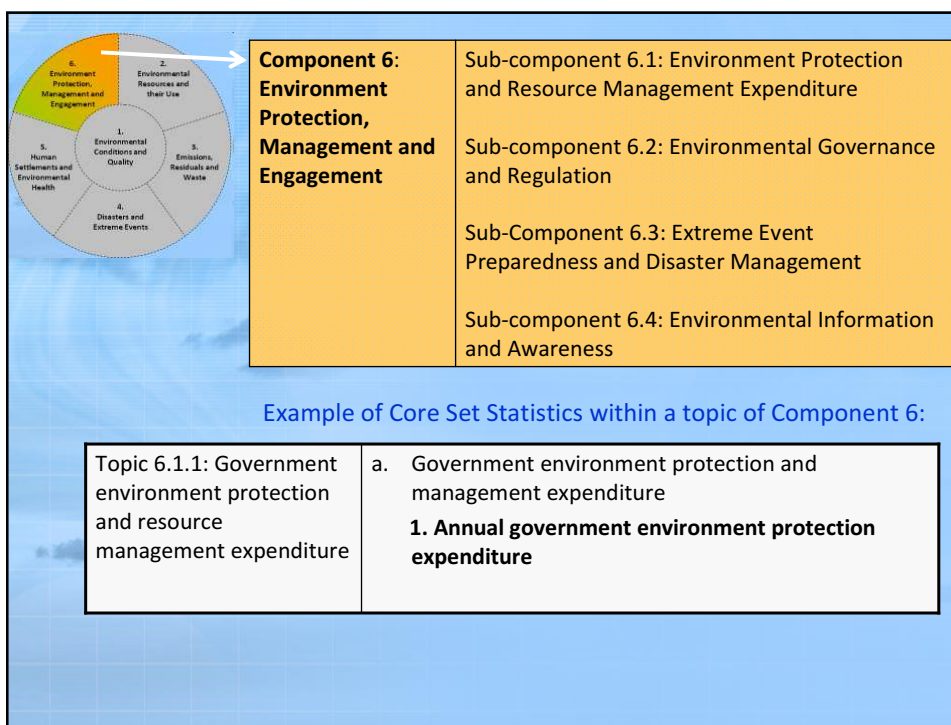 6.
Environment
Protection,
Management and
Engagement
2.
Environmental
Resources and
their Use
1.
Environmental
Conditions and
Quality
5.
Human
Settlements and
Environmental
Health
3.
Emissions,
Residuals and
Waste
4.
Disasters and
Extreme Events
Component 6:
Environment
Protection,
Management and
Engagement
Sub-component 6.1: Environment Protection
and Resource Management Expenditure
Sub-component 6.2: Environmental Governance
and Regulation
Sub-Component 6.3: Extreme Event
Preparedness and Disaster Management
Sub-component 6.4: Environmental Information
and Awareness
Example of Core Set Statistics within a topic of Component 6:
Topic 6.1.1: Government
environment protection
and resource
management expenditure
a. Government environment protection and
management expenditure
1. Annual government environment protection
expenditure